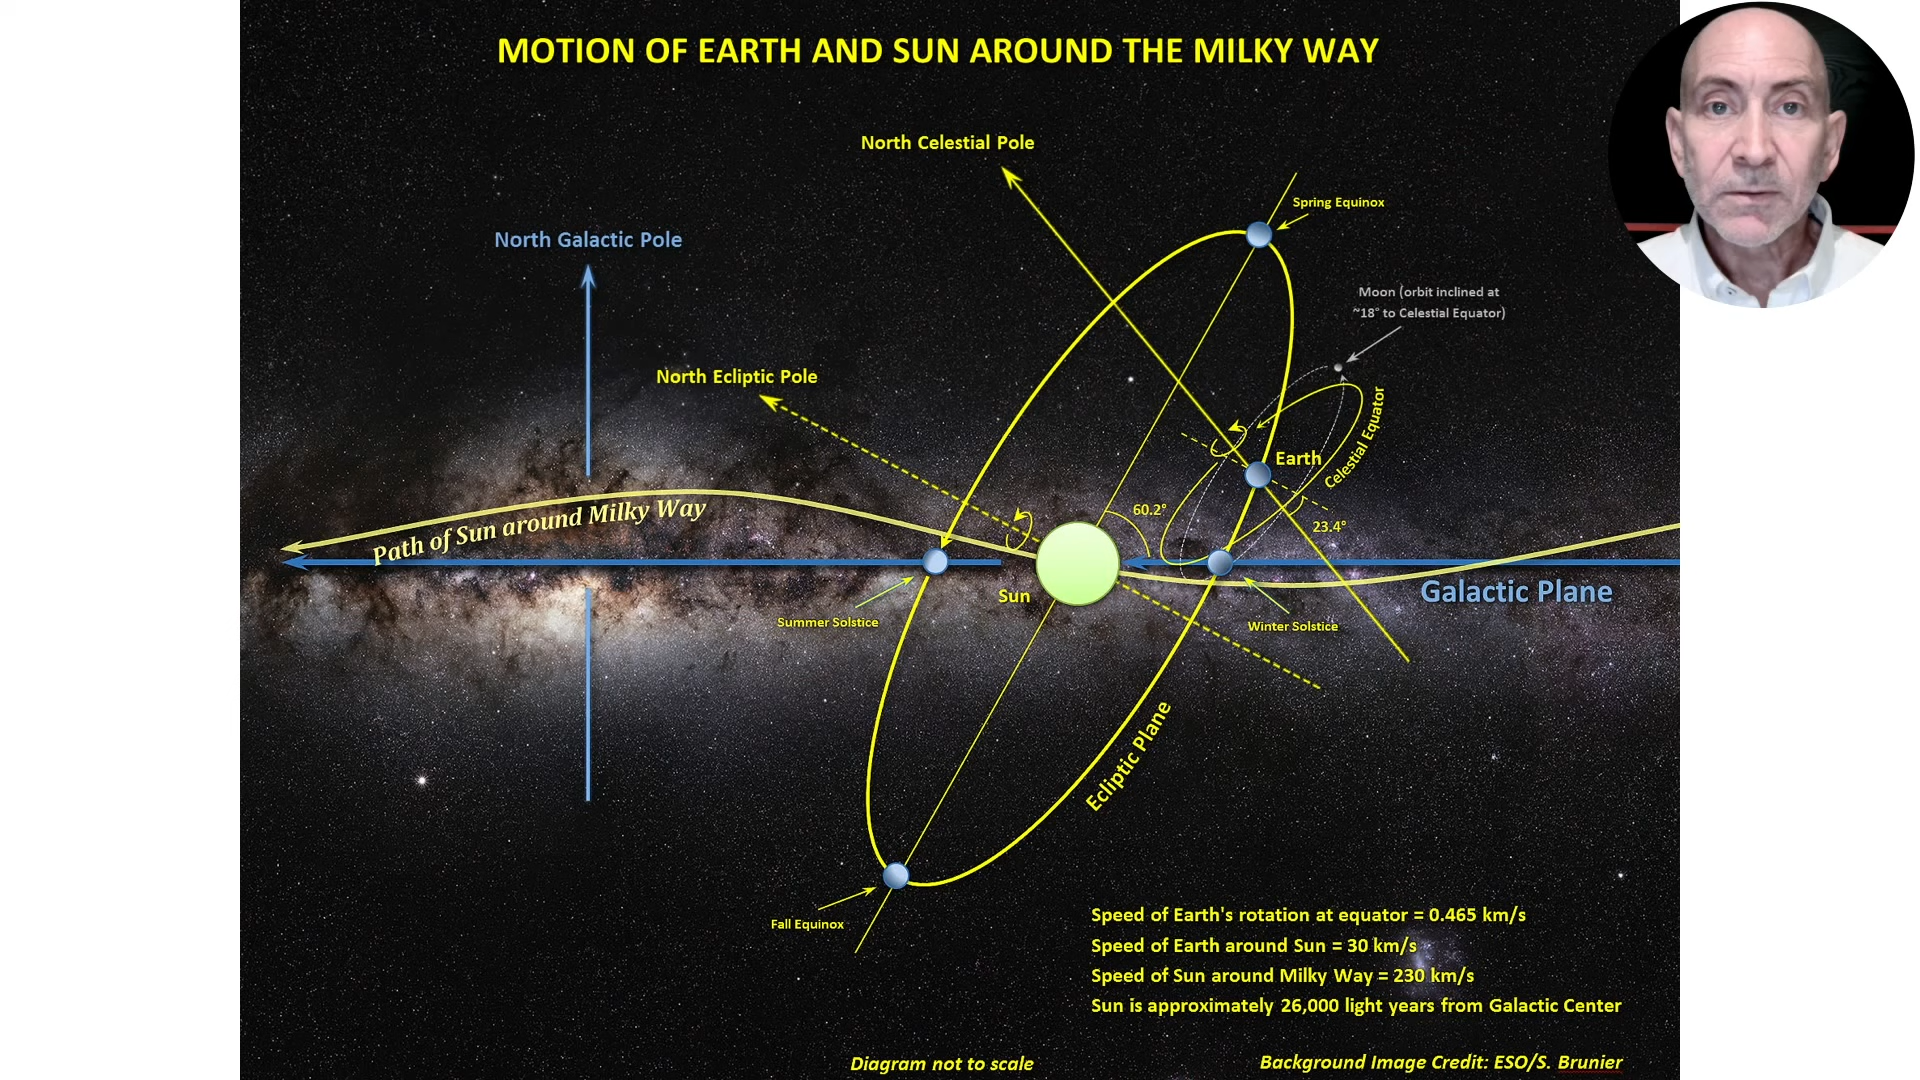 MOTION OF EARTH AND SUN AROUND THE MILKY WAY
North Celestial Pole
Spring Equinox
North Galactic Pole
Moon (orbit inclined at
~18° to Celestial Equator)
North Ecliptic Pole
Celestial Equator
Earth
60.2°
23.4°
Path of Sun around Milky Way
Sun
Galactic Plane
Summer Solstice
Winter Solstice
Ecliptic Plane
Fall Equinox
Speed of Earth's rotation at equator = 0.465 km/s
Speed of Earth around Sun = 30 km/s
Speed of Sun around Milky Way = 230 km/s
Sun is approximately 26,000 light years from Galactic Center
Diagram not to scale
Background Image Credit: ESO/S. Brunier